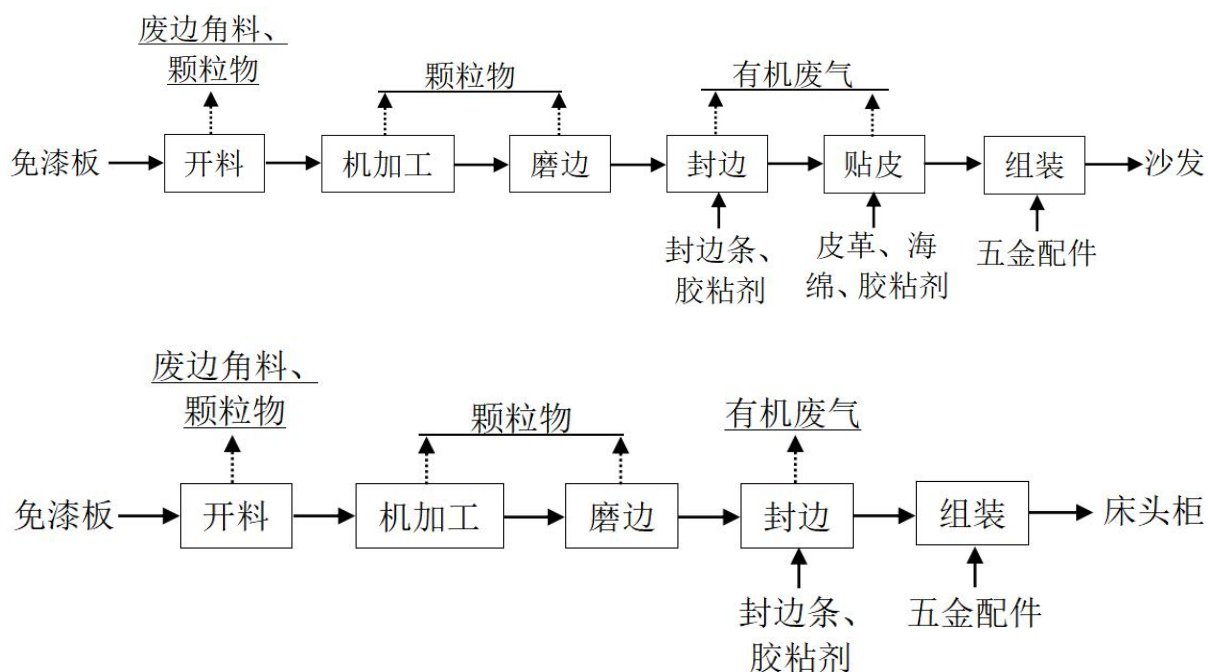 废边角料、
颗粒物
颗粒物
有机废气
免漆板
开料
机加工
磨边
封边
贴皮
组装
沙发
封边条、
胶粘剂
皮革、海
绵、胶粘剂
五金配件
废边角料、
颗粒物
颗粒物
有机废气
免漆板
开料
机加工
磨边
封边
组装
床头柜
封边条、
胶粘剂
五金配件